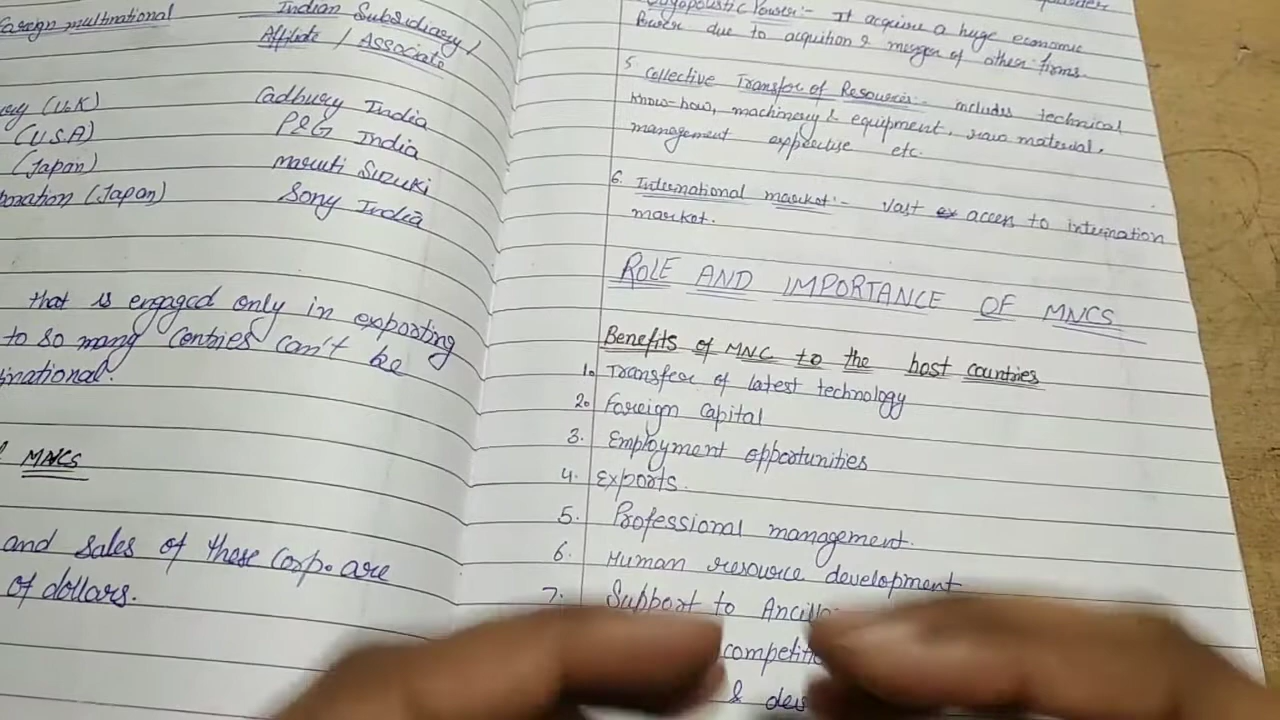 Foreign multinational
Indian Subsidiary /
Affiliate / Associate
(U.K) Cadbury India
(U.S.A) P&G India
(Japan) Maruti Suzuki
(Japan) Sony India
that is engaged only in exporting
to so many Contries can't be
MNCS
and sales of these Corp. are
of dollars.
Power:- It acquire a huge economic
Power due to acquition & merger of other firms.
5. Collective Transfer of Resources:- includes technical
know-how, machinery & equipment, raw material,
management expertise etc.
6. International market:- Vast access to internation
market.
ROLE AND IMPORTANCE OF MNCS
Benefits of MNC to the host countries
1. Transfer of latest technology
2. Foreign Capital
3. Employment opportunities
4. Exports.
5. Professional management.
6. Human resource development
7. Support to
&